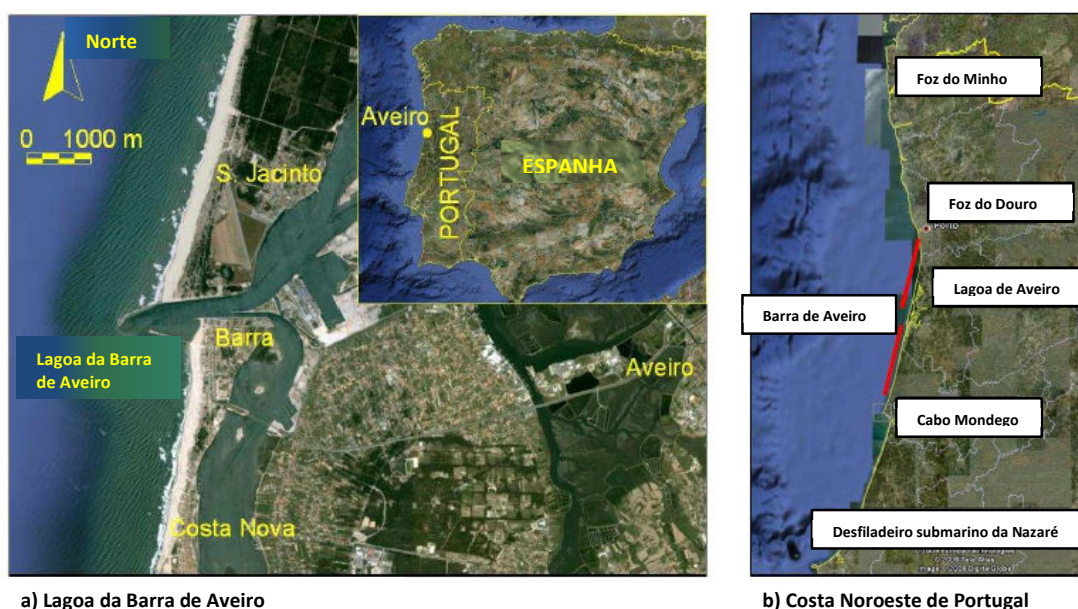 Norte
0 1000 m
S. Jacinto
Aveiro
PORTUGAL
ESPANHA
Barra
Lagoa da Barra
de Aveiro
Aveiro
Costa Nova
a) Lagoa da Barra de Aveiro
Foz do Minho
Foz do Douro
Porto
Lagoa de Aveiro
Barra de Aveiro
Cabo Mondego
Desfiladeiro submarino da Nazaré
b) Costa Noroeste de Portugal